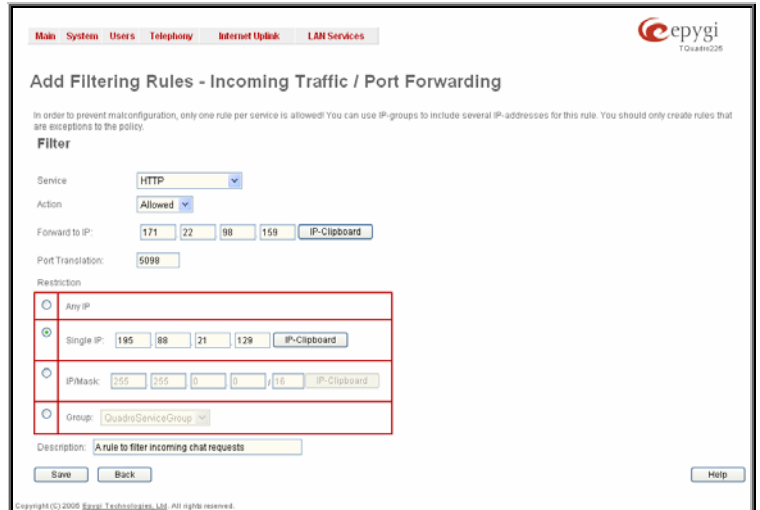 Main System Users Telephony Internet Uplink LAN Services
epygi
TQuadro226
Add Filtering Rules - Incoming Traffic / Port Forwarding
In order to prevent malconfiguration, only one rule per service is allowed! You can use IP-groups to include several IP-addresses for this rule. You should only create rules that
are exceptions to the policy.
Filter
Service HTTP
Action Allowed
Forward to IP: 171 .22 .98 .159 IP-Clipboard
Port Translation: 5098
Restriction
Any IP
Single IP: 195 .88 .21 .129 IP-Clipboard
IP/Mask: 255 .255 .0 .0 / 16 IP-Clipboard
Group: QuadroServiceGroup
Description: A rule to filter incoming chat requests
Save Back Help
Copyright (C) 2005 Epygi Technologies, Ltd. All rights reserved.